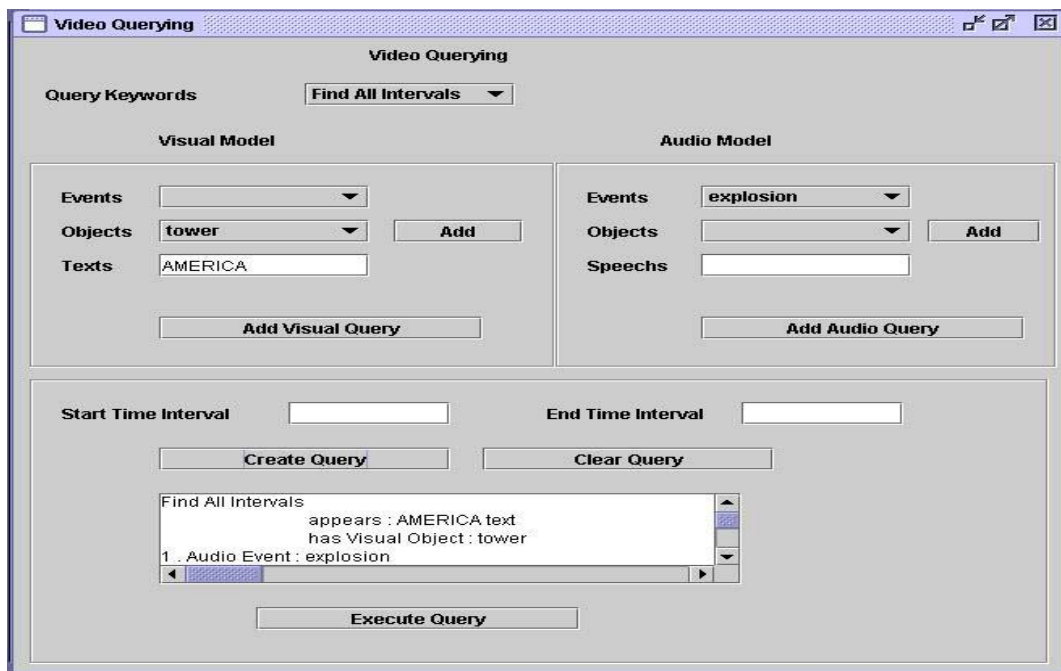 Video Querying
Video Querying
Query Keywords Find All Intervals
Visual Model Audio Model
Events Events explosion
Objects tower Add Objects Add
Texts AMERICA Speechs
Add Visual Query Add Audio Query
Start Time Interval End Time Interval
Create Query Clear Query
Find All Intervals
appears : AMERICA text
has Visual Object : tower
1 . Audio Event : explosion
Execute Query